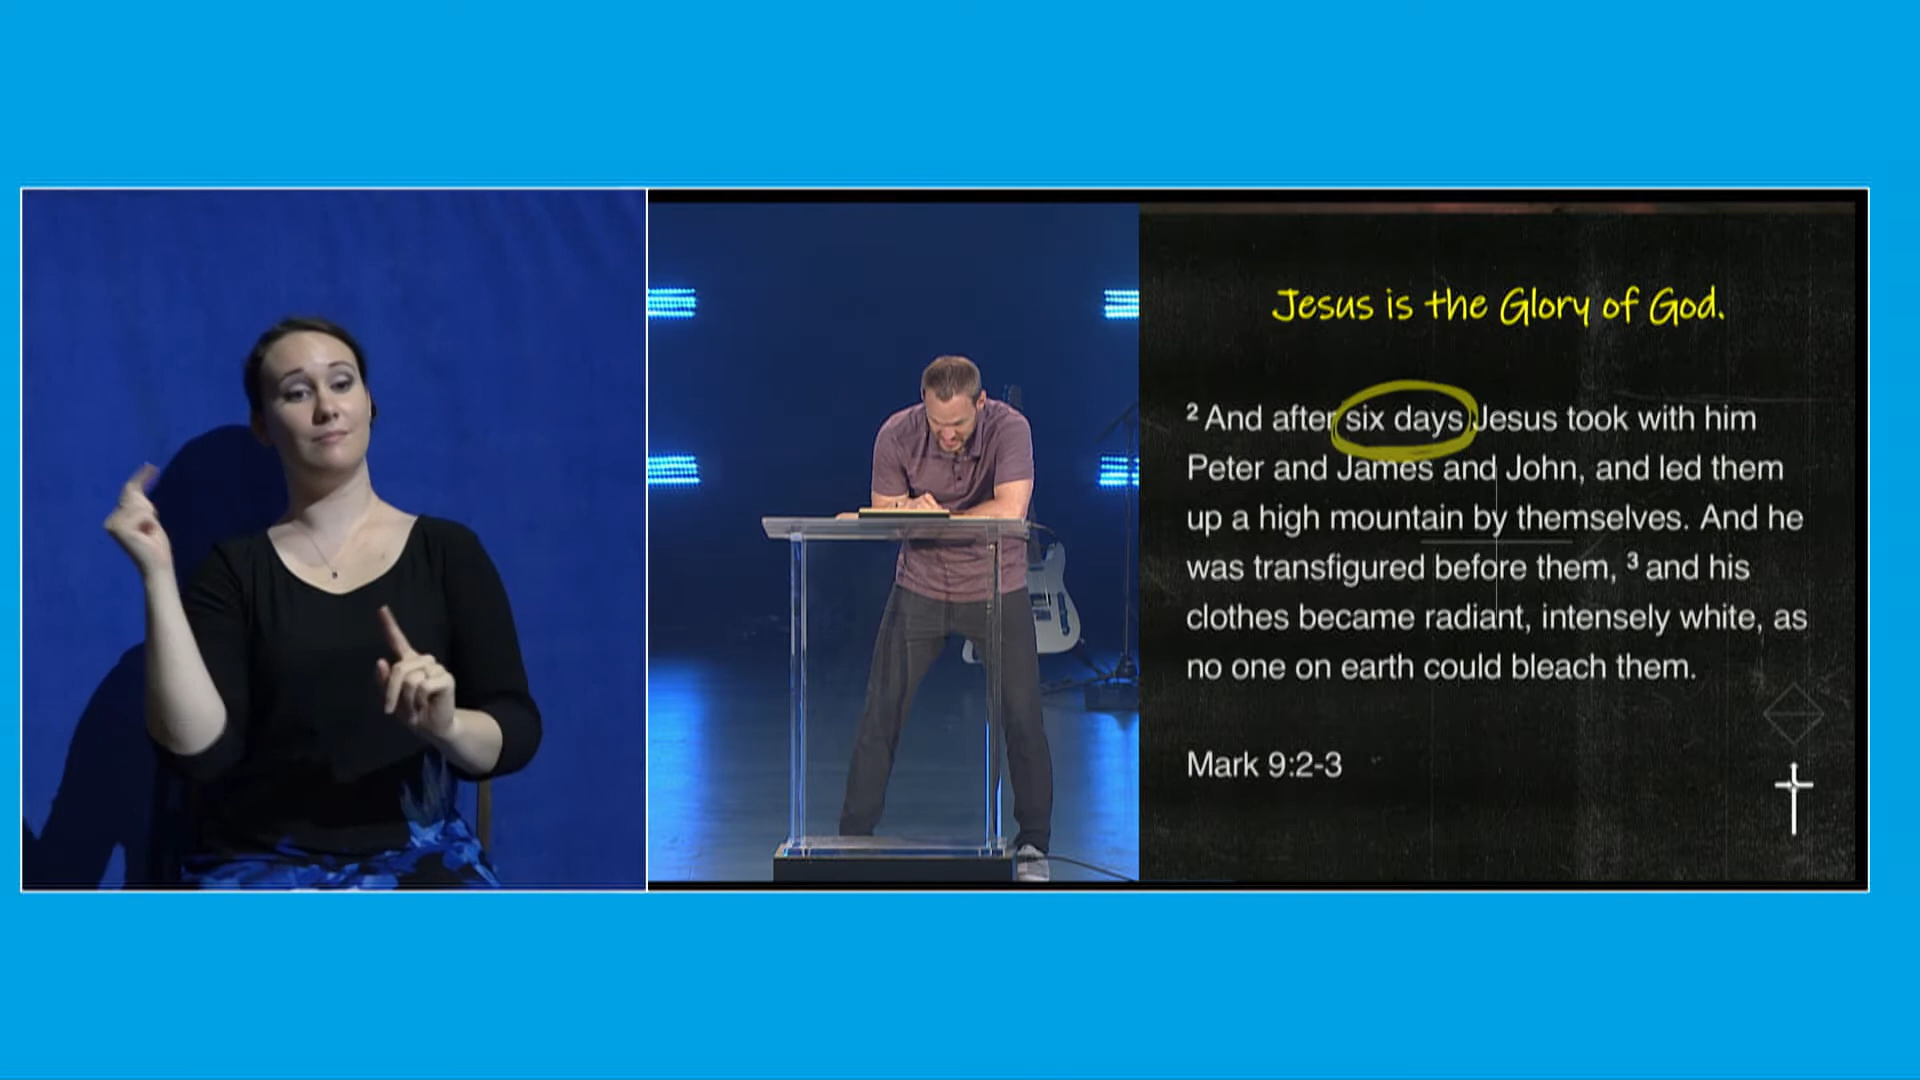 Jesus is the Glory of God.
² And after six days Jesus took with him
Peter and James and John, and led them
up a high mountain by themselves. And he
was transfigured before them, ³ and his
clothes became radiant, intensely white, as
no one on earth could bleach them.
Mark 9:2-3